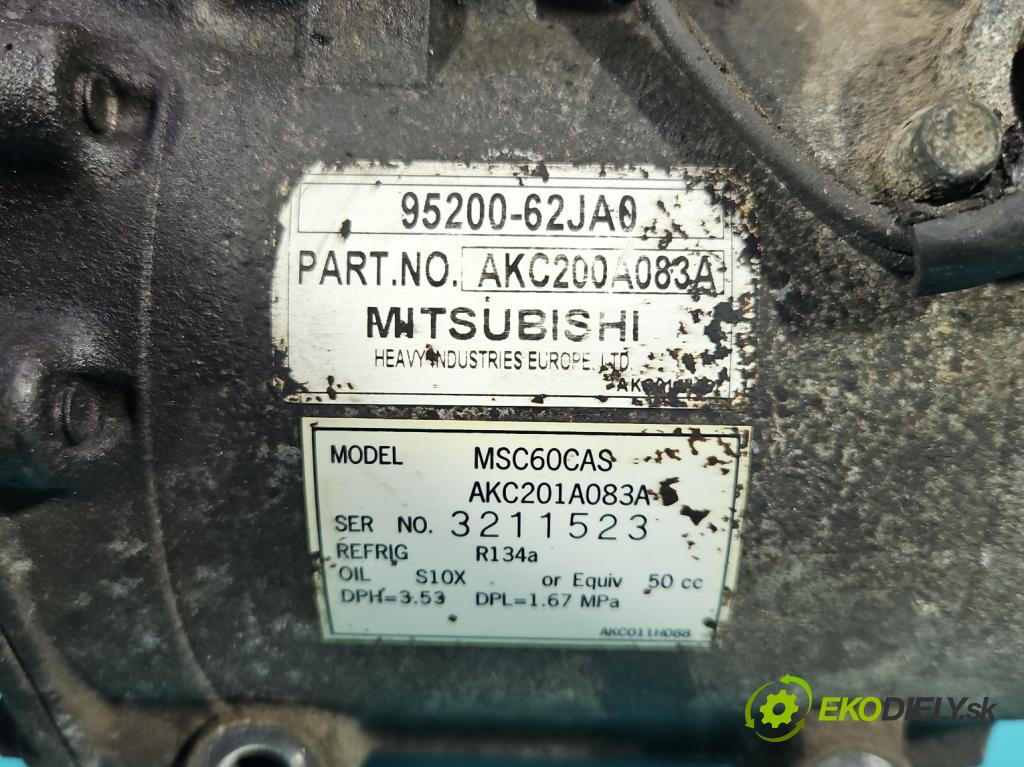 95200-62JA0
PART.NO. AKC200A083A
MITSUBISHI
HEAVY INDUSTRIES EUROPE, LTD.
MODEL MSC60CAS
AKC201A083A
SER NO. 3211523
REFRIG R134a
OIL S10X or Equiv 50 cc
DPH=3.53 DPL=1.67 MPa
AKC011H088
EKODIELY.sk